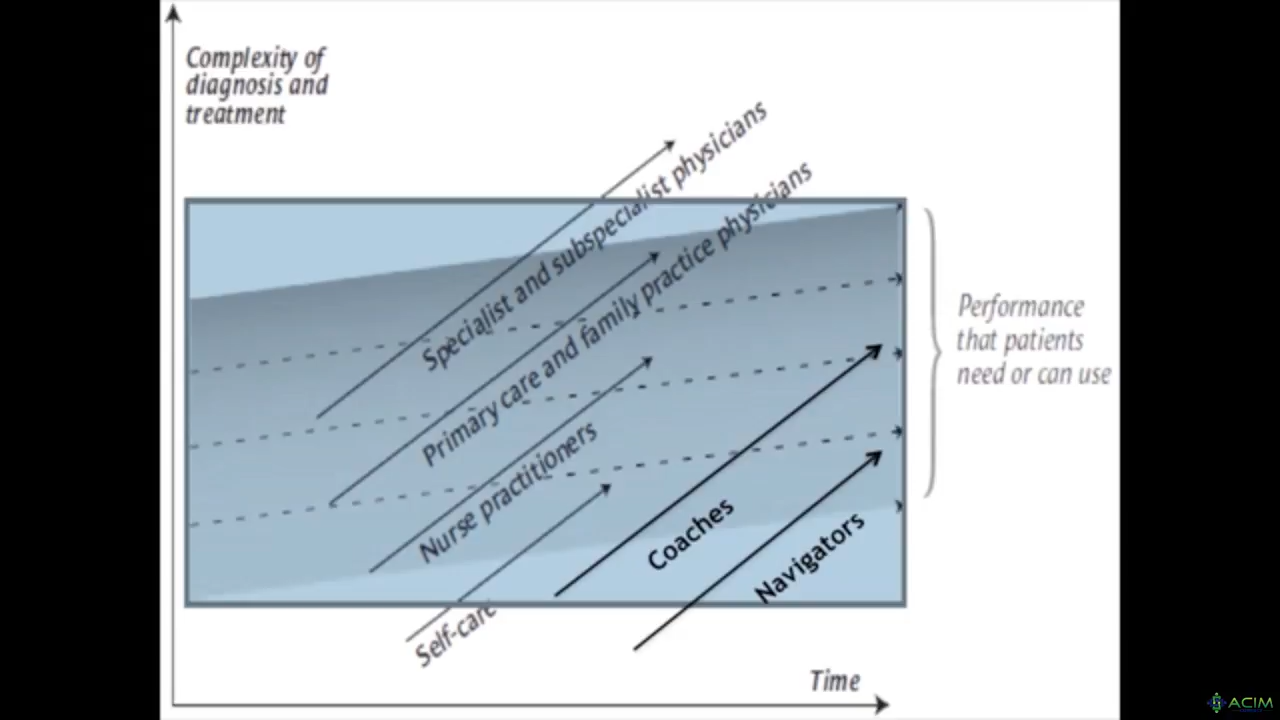 Complexity of
diagnosis and
treatment
Specialist and subspecialist physicians
Primary care and family practice physicians
Nurse practitioners
Self-care
Coaches
Navigators
Performance
that patients
need or can use
Time
ACIM